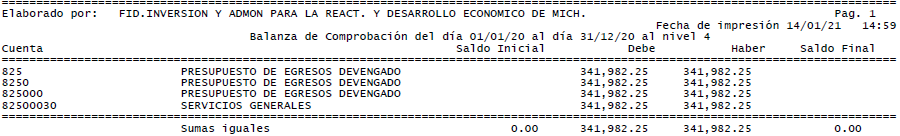 Elaborado por: FID.INVERSION Y ADMON PARA LA REACT. Y DESARROLLO ECONOMICO DE MICH. Pag. 1
Fecha de impresión 14/01/21 14:59
Balanza de Comprobación del día 01/01/20 al día 31/12/20 al nivel 4
Cuenta Saldo Inicial Debe Haber Saldo Final
825 PRESUPUESTO DE EGRESOS DEVENGADO 341,982.25 341,982.25
8250 PRESUPUESTO DE EGRESOS DEVENGADO 341,982.25 341,982.25
825000 PRESUPUESTO DE EGRESOS DEVENGADO 341,982.25 341,982.25
82500030 SERVICIOS GENERALES 341,982.25 341,982.25
Sumas iguales 0.00 341,982.25 341,982.25 0.00